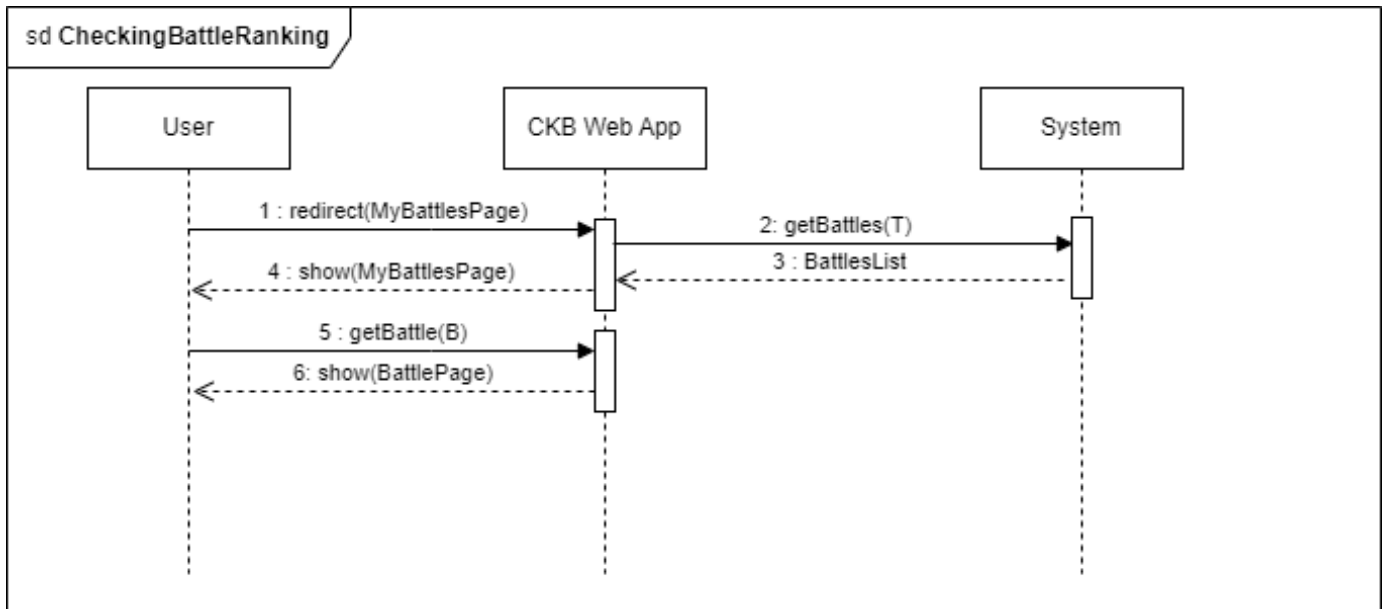 sd CheckingBattleRanking
User
CKB Web App
System
1 : redirect(MyBattlesPage)
2: getBattles(T)
3 : BattlesList
4 : show(MyBattlesPage)
5 : getBattle(B)
6: show(BattlePage)